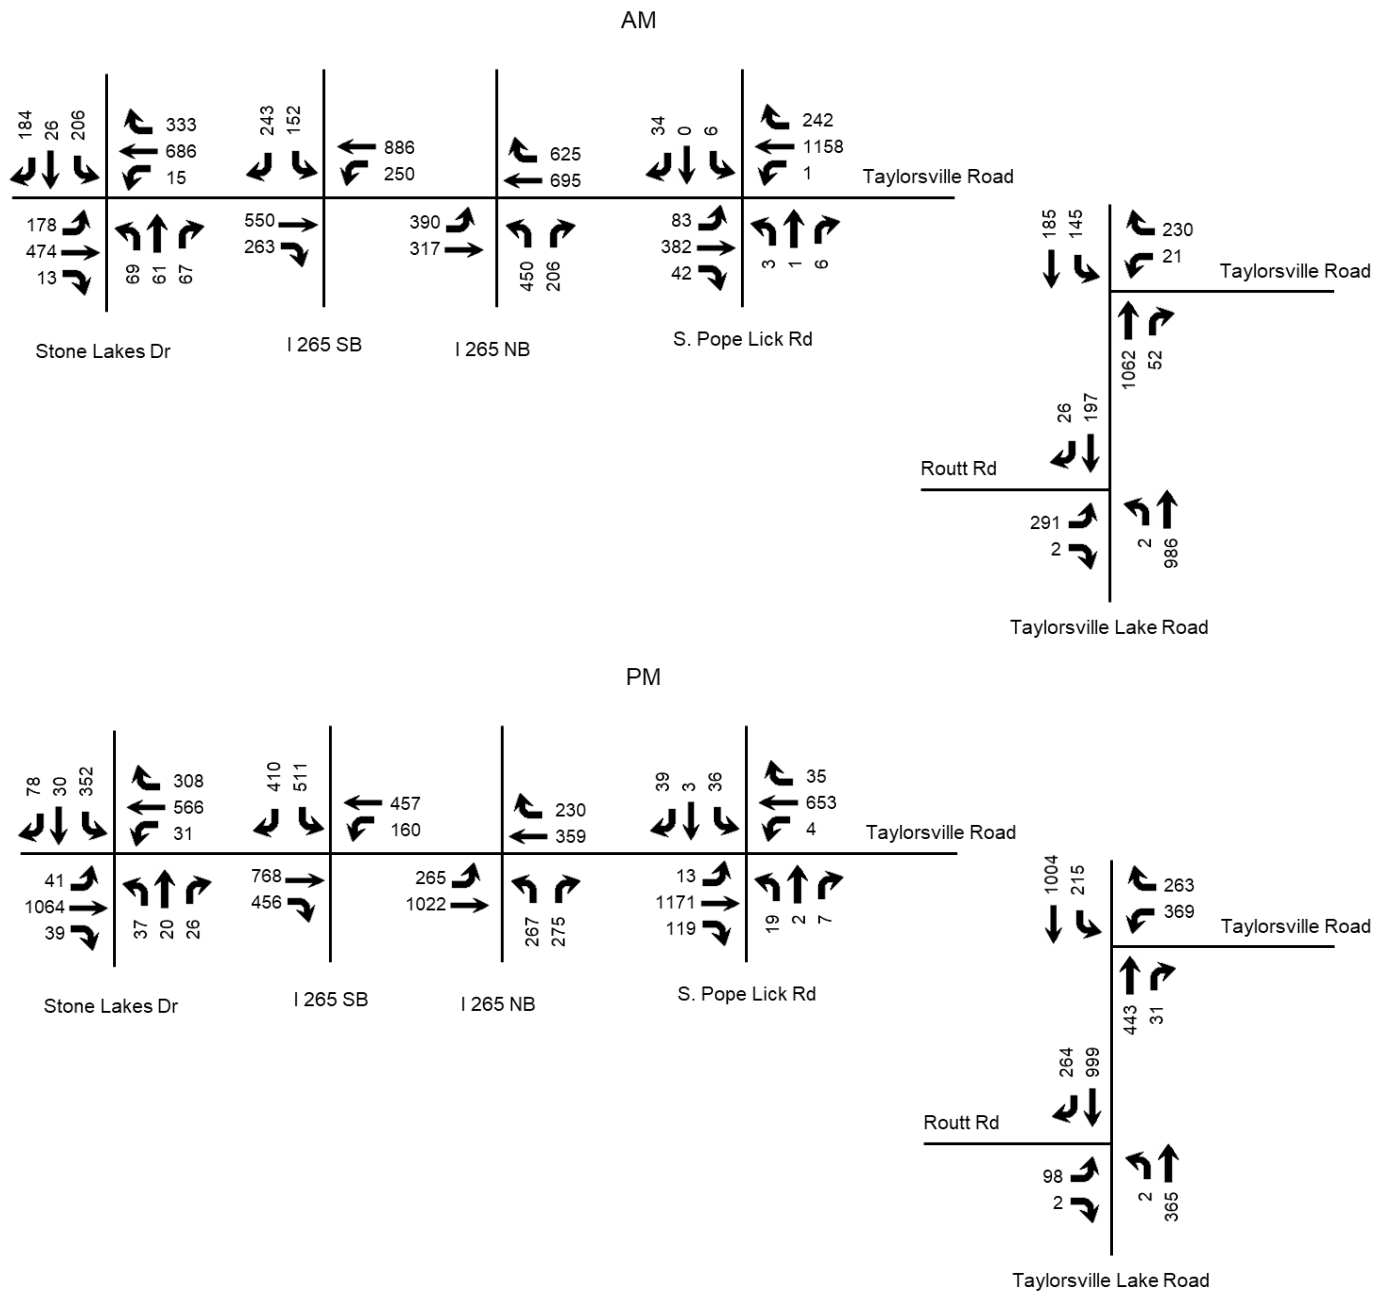 AM
184 26 206
333
686
15
178
474
13
69 61 67
Stone Lakes Dr
243 152
886
250
550
263
I 265 SB
625
695
390
317
450 206
I 265 NB
34 0 6
242
1158
1
83
382
42
3 1 6
S. Pope Lick Rd
Taylorsville Road
185 145
230
21
Taylorsville Road
1062 52
26 197
Routt Rd
291
2
2 986
Taylorsville Lake Road
PM
78 30 352
308
566
31
41
1064
39
37 20 26
Stone Lakes Dr
410 511
457
160
768
456
I 265 SB
230
359
265
1022
267 275
I 265 NB
39 3 36
35
653
4
13
1171
119
19 2 7
S. Pope Lick Rd
Taylorsville Road
1004 215
263
369
Taylorsville Road
443 31
264 999
Routt Rd
98
2
2 365
Taylorsville Lake Road